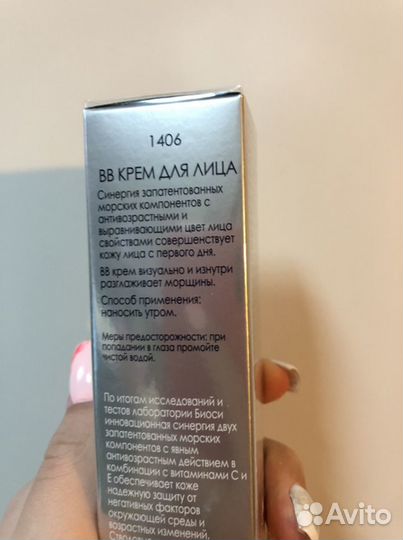 1406
BB КРЕМ ДЛЯ ЛИЦА
Синергия запатентованных
морских компонентов с
антивозрастными и
выравнивающими цвет лица
свойствами совершенствует
кожу лица с первого дня.
BB крем визуально и изнутри
разглаживает морщины.
Способ применения:
наносить утром.
Меры предосторожности: при
попадании в глаза промойте
чистой водой.
По итогам исследований и
тестов лаборатории Биоси
инновационная синергия двух
запатентованных морских
компонентов с явным
антивозрастным действием в
комбинации с витаминами С и
Е обеспечивает коже
надежную защиту от
негативных факторов
окружающей среды и
возрастных изменений.
Avito